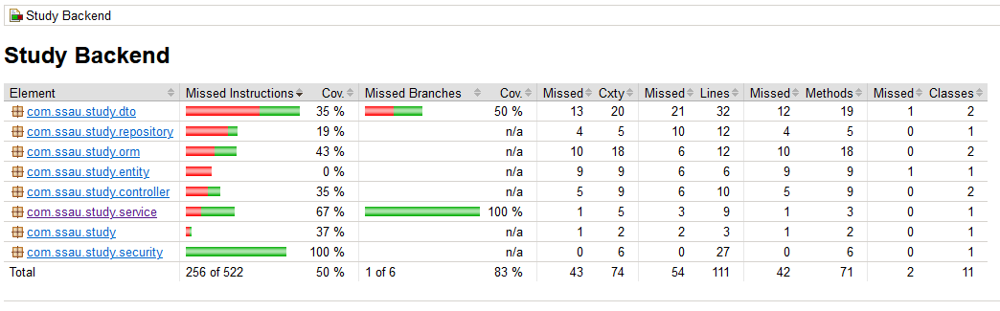 Study Backend
Study Backend
Element Missed Instructions Cov. Missed Branches Cov. Missed Cxty Missed Lines Missed Methods Missed Classes
com.ssau.study.dto 35 % 50 % 13 20 21 32 12 19 1 2
com.ssau.study.repository 19 % n/a 4 5 10 12 4 5 0 1
com.ssau.study.orm 43 % n/a 10 18 6 12 10 18 0 2
com.ssau.study.entity 0 % n/a 9 9 6 6 9 9 1 1
com.ssau.study.controller 35 % n/a 5 9 6 10 5 9 0 2
com.ssau.study.service 67 % 100 % 1 5 3 9 1 3 0 1
com.ssau.study 37 % n/a 1 2 2 3 1 2 0 1
com.ssau.study.security 100 % n/a 0 6 0 27 0 6 0 1
Total 256 of 522 50 % 1 of 6 83 % 43 74 54 111 42 71 2 11